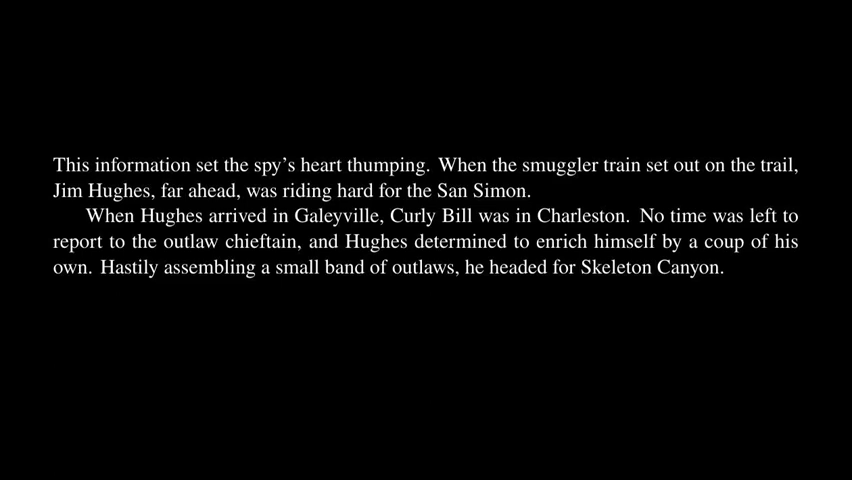 This information set the spy’s heart thumping. When the smuggler train set out on the trail,
Jim Hughes, far ahead, was riding hard for the San Simon.
When Hughes arrived in Galeyville, Curly Bill was in Charleston. No time was left to
report to the outlaw chieftain, and Hughes determined to enrich himself by a coup of his
own. Hastily assembling a small band of outlaws, he headed for Skeleton Canyon.